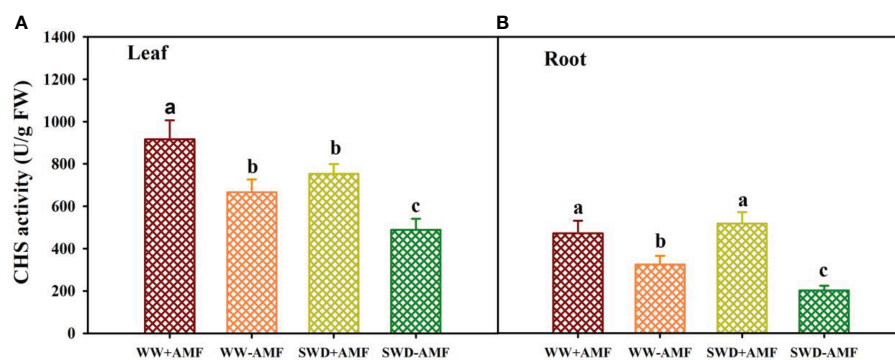 A
B
Leaf
Root
CHS activity (U/g FW)
1400
1200
1000
800
600
400
200
0
a
b
b
c
a
b
a
c
WW+AMF WW-AMF SWD+AMF SWD-AMF
WW+AMF WW-AMF SWD+AMF SWD-AMF